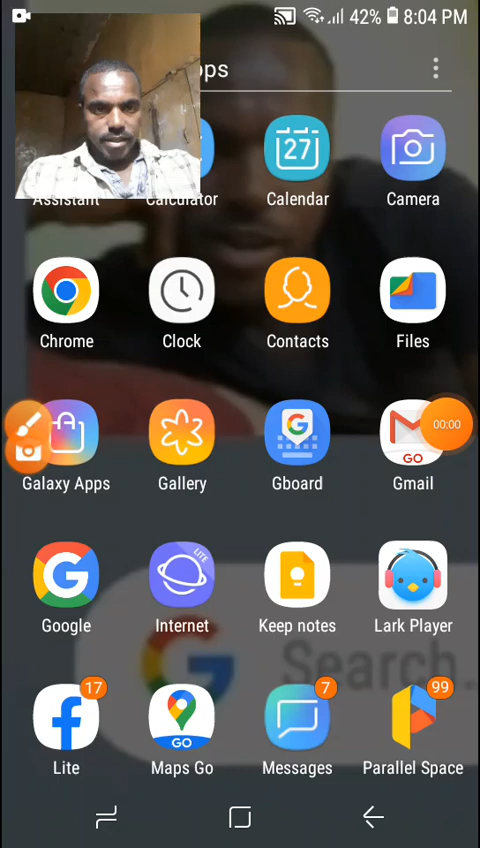 42% 8:04 PM
ops
Assistant Calculator Calendar Camera
27
Chrome Clock Contacts Files
00:00
GO
Galaxy Apps Gallery Gboard Gmail
LITE
Google Internet Keep notes Lark Player
Search...
17 7 99
GO
Lite Maps Go Messages Parallel Space